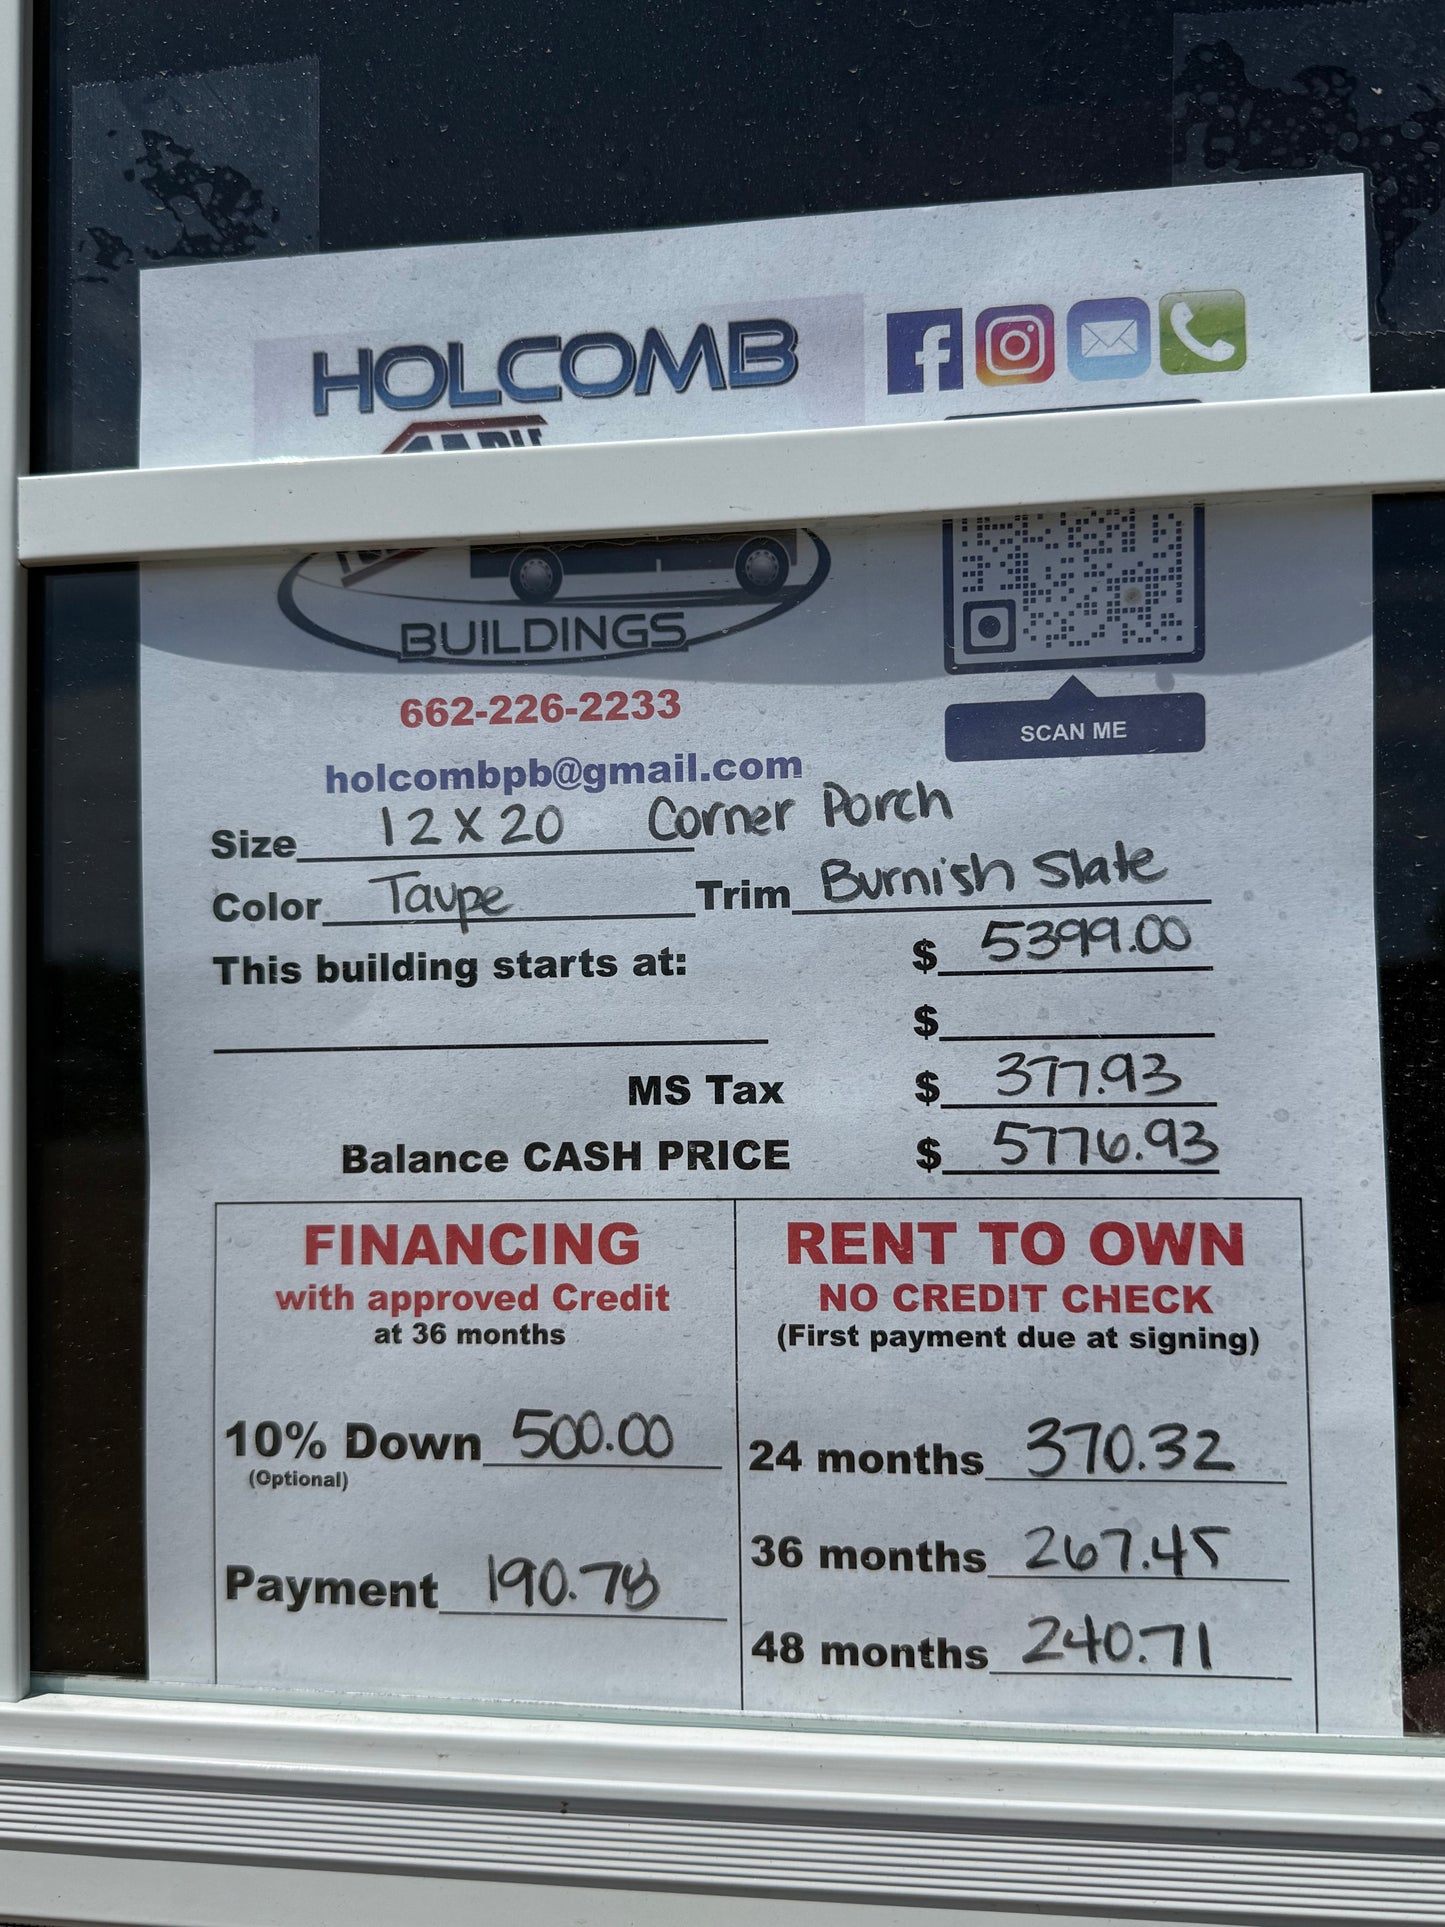 HOLCOMB
BUILDINGS
662-226-2233
holcombpb@gmail.com
SCAN ME
Size 12 X 20 Corner Porch
Color Taupe Trim Burnish Slate
This building starts at: $ 5399.00
$
MS Tax $ 377.93
Balance CASH PRICE $ 5776.93
FINANCING
with approved Credit
at 36 months
10% Down 500.00
(Optional)
Payment 190.78
RENT TO OWN
NO CREDIT CHECK
(First payment due at signing)
24 months 370.32
36 months 267.45
48 months 240.71